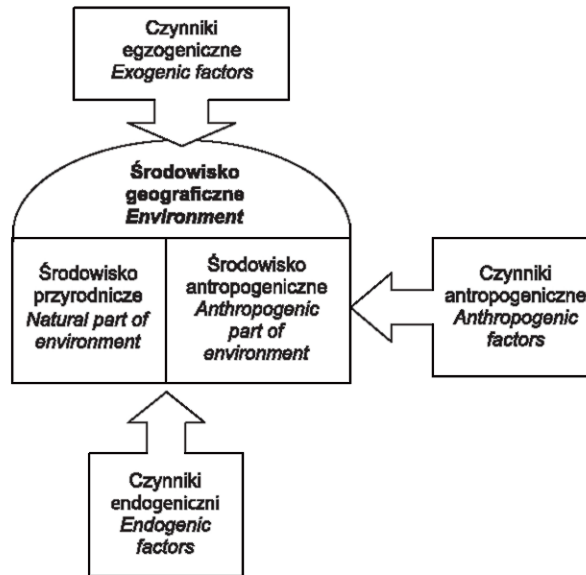 Czynniki
egzogeniczne
Exogenic factors
Środowisko
geograficzne
Environment
Środowisko
przyrodnicze
Natural part of
environment
Środowisko
antropogeniczne
Anthropogenic
part of
environment
Czynniki
antropogeniczne
Anthropogenic
factors
Czynniki
endogeniczni
Endogenic
factors